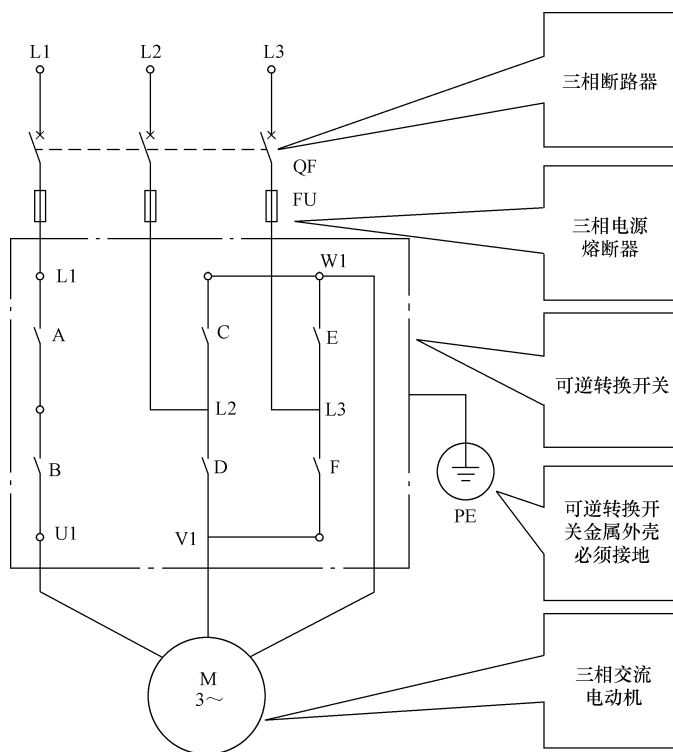 L1
L2
L3
三相断路器
QF
FU
三相电源
熔断器
L1
W1
A
C
E
可逆转换开关
L2
L3
B
D
F
可逆转换开
关金属外壳
必须接地
PE
U1
V1
M
3～
三相交流
电动机